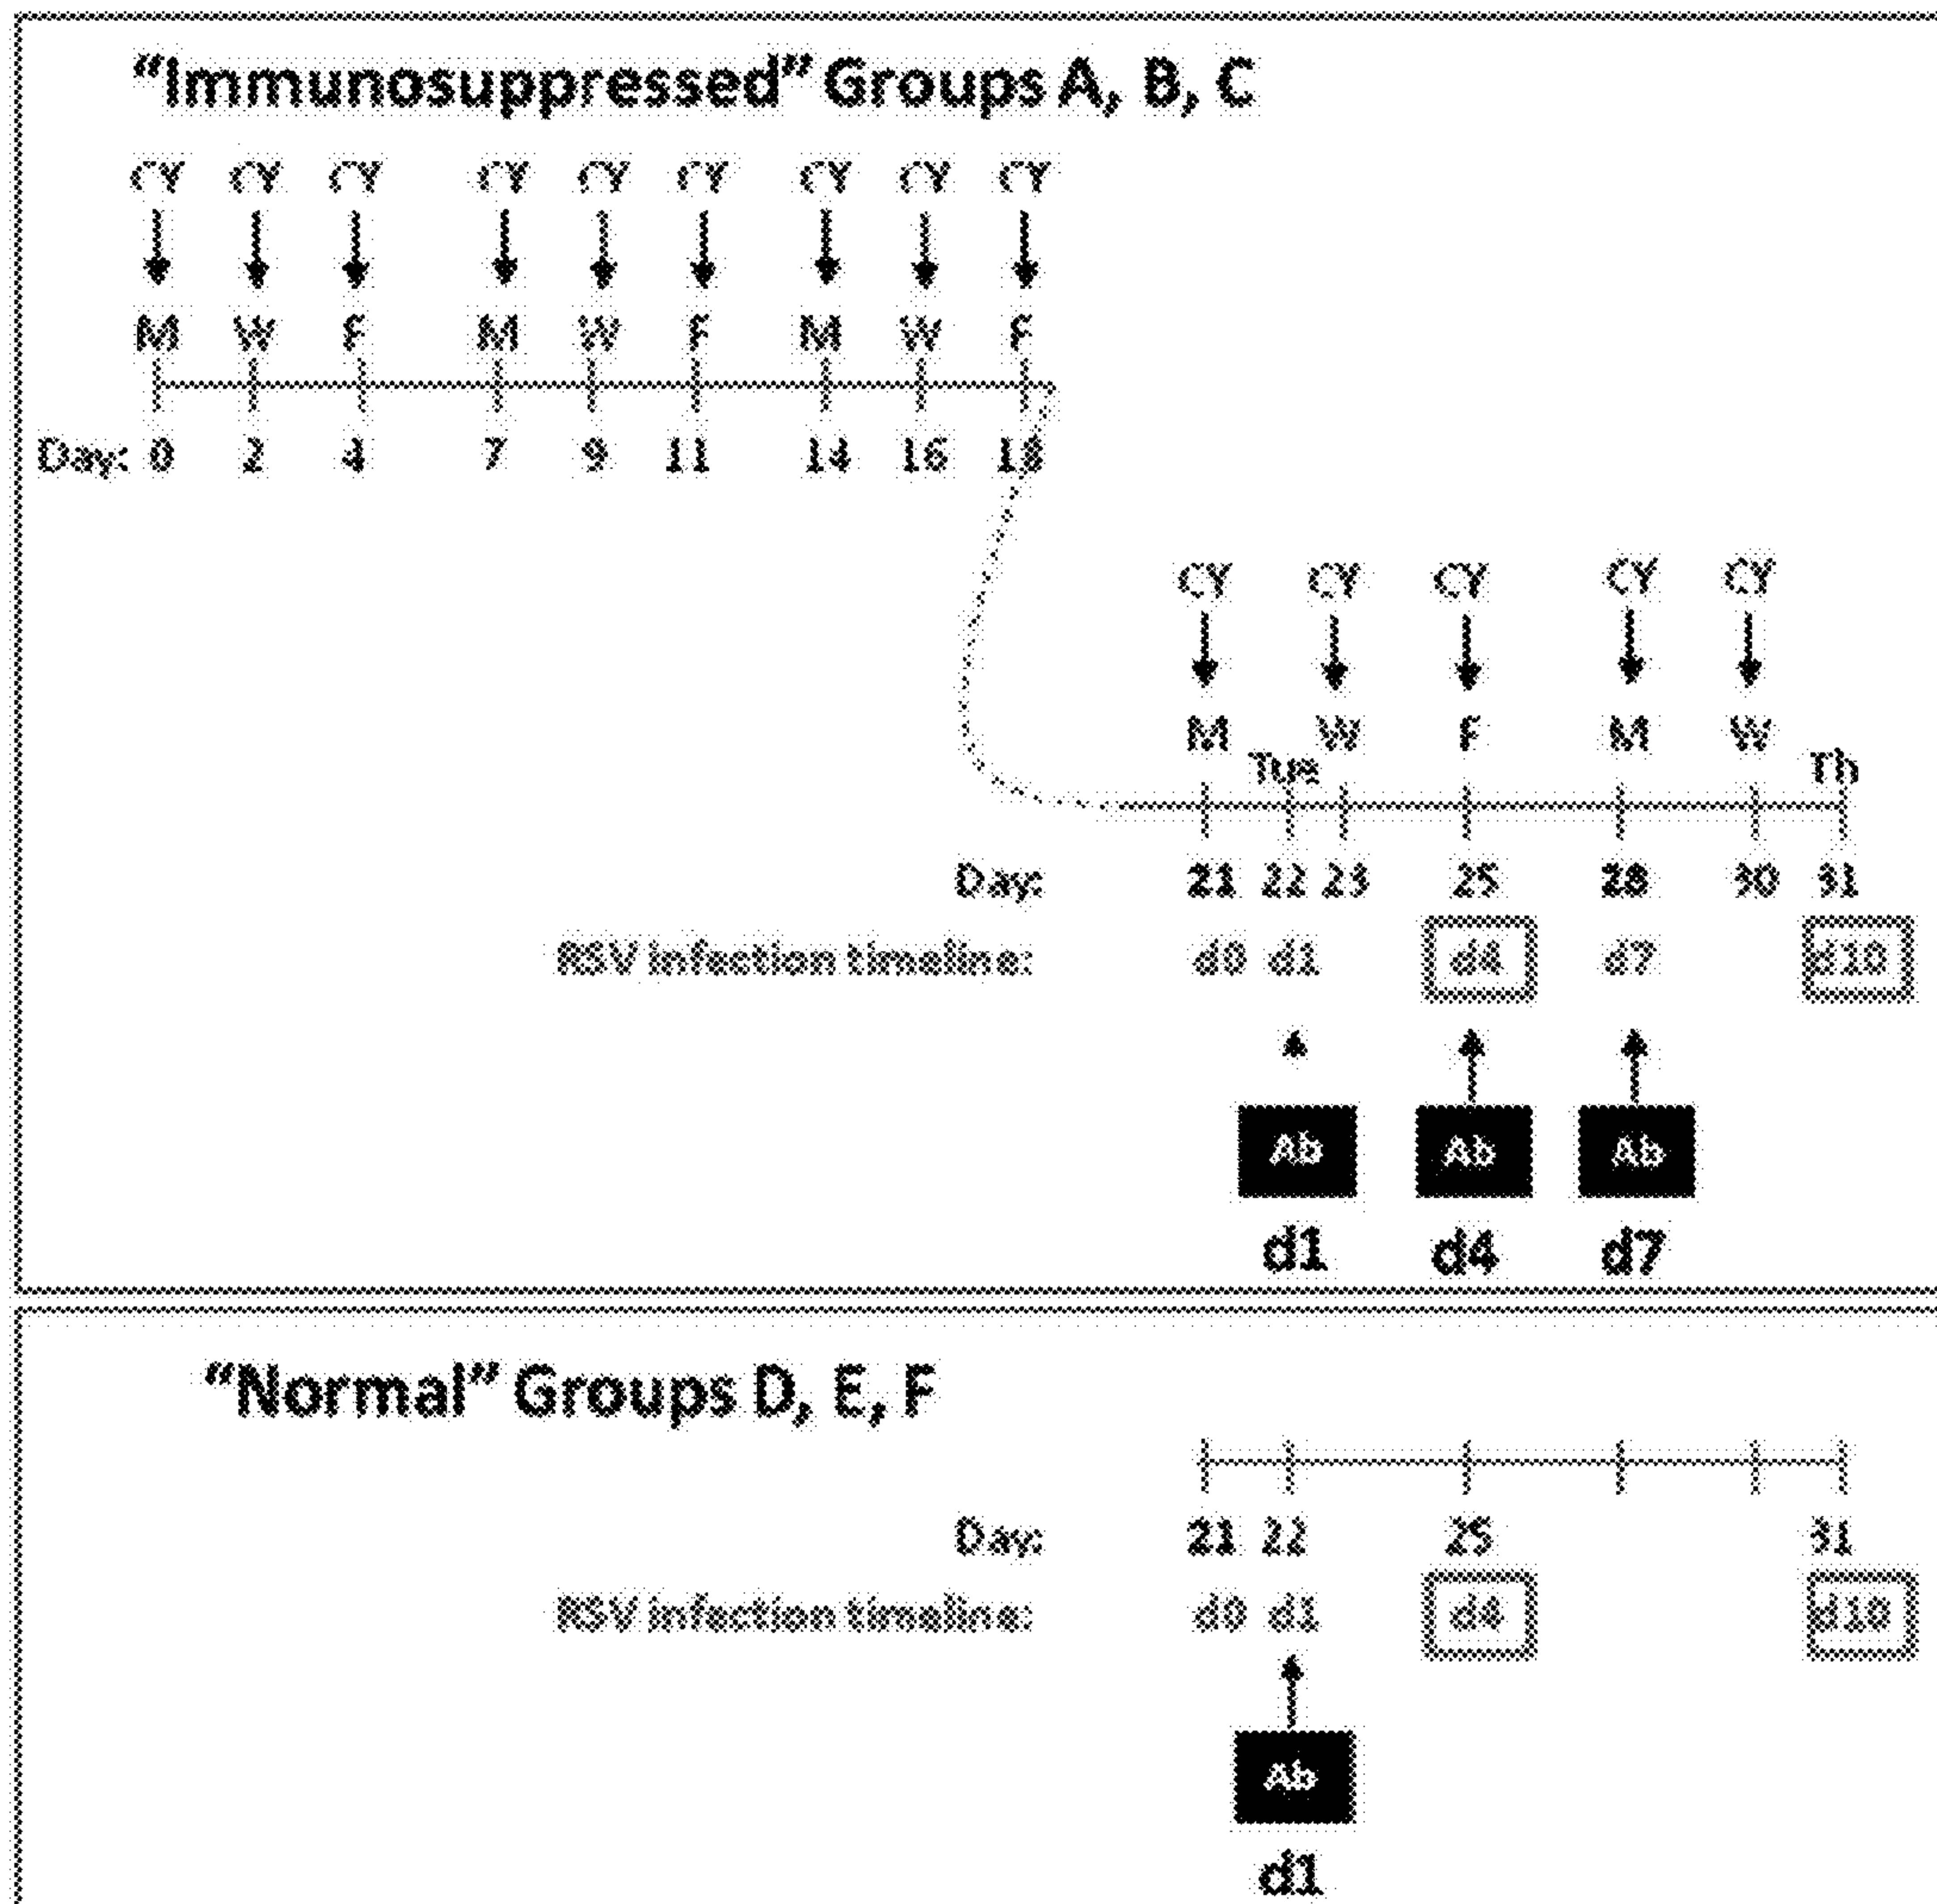 “Immunosuppressed” Groups A, B, C
CY CY CY CY CY CY CY CY CY
M W F M W F M W F
Day: 0 2 4 7 9 11 14 16 18
CY CY CY CY CY
M W F M W
Tue Th
Day: 21 22 23 25 28 30 31
RSV infection timeline: d0 d1 d4 d7 d10
Ab Ab Ab
d1 d4 d7
“Normal” Groups D, E, F
Day: 21 22 25 31
RSV infection timeline: d0 d1 d4 d10
Ab
d1